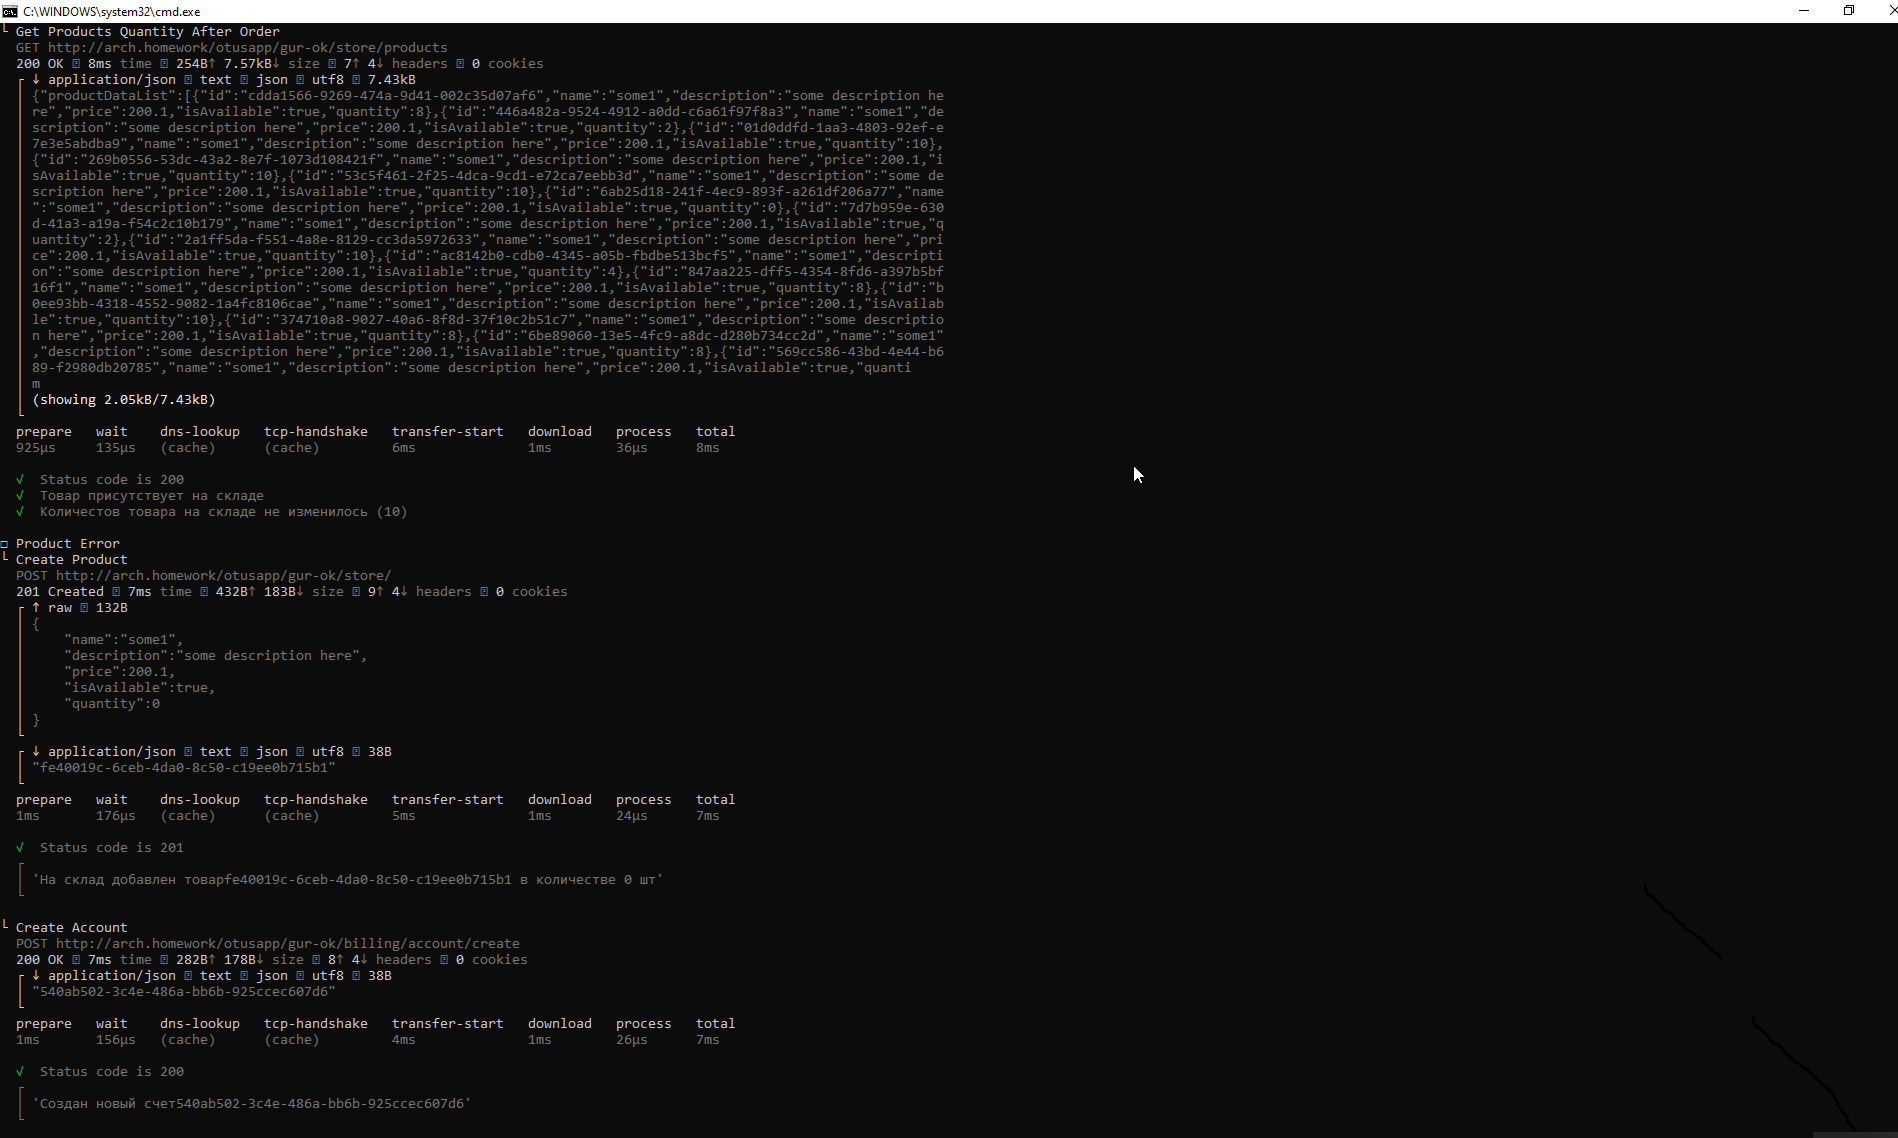 C:\WINDOWS\system32\cmd.exe
└ Get Products Quantity After Order
GET http://arch.homework/otusapp/gur-ok/store/products
200 OK ⍰ 8ms time ⍰ 254B↑ 7.57kB↓ size ⍰ 7↑ 4↓ headers ⍰ 0 cookies
┌ ↓ application/json ⍰ text ⍰ json ⍰ utf8 ⍰ 7.43kB
│ {"productDataList":[{"id":"cdda1566-9269-474a-9d41-002c35d07af6","name":"some1","description":"some description he
│ re","price":200.1,"isAvailable":true,"quantity":8},{"id":"446a482a-9524-4912-a0dd-c6a61f97f8a3","name":"some1","de
│ scription":"some description here","price":200.1,"isAvailable":true,"quantity":2},{"id":"01d0ddfd-1aa3-4803-92ef-e
│ 7e3e5abdba9","name":"some1","description":"some description here","price":200.1,"isAvailable":true,"quantity":10},
│ {"id":"269b0556-53dc-43a2-8e7f-1073d108421f","name":"some1","description":"some description here","price":200.1,"i
│ sAvailable":true,"quantity":10},{"id":"53c5f461-2f25-4dca-9cd1-e72ca7eebb3d","name":"some1","description":"some de
│ scription here","price":200.1,"isAvailable":true,"quantity":10},{"id":"6ab25d18-241f-4ec9-893f-a261df206a77","name
│ ":"some1","description":"some description here","price":200.1,"isAvailable":true,"quantity":0},{"id":"7d7b959e-630
│ d-41a3-a19a-f54c2c10b179","name":"some1","description":"some description here","price":200.1,"isAvailable":true,"q
│ uantity":2},{"id":"2a1ff5da-f551-4a8e-8129-cc3da5972633","name":"some1","description":"some description here","pri
│ ce":200.1,"isAvailable":true,"quantity":10},{"id":"ac8142b0-cdb0-4345-a05b-fbdbe513bcf5","name":"some1","descripti
│ on":"some description here","price":200.1,"isAvailable":true,"quantity":4},{"id":"847aa225-dff5-4354-8fd6-a397b5bf
│ 16f1","name":"some1","description":"some description here","price":200.1,"isAvailable":true,"quantity":8},{"id":"b
│ 0ee93bb-4318-4552-9082-1a4fc8106cae","name":"some1","description":"some description here","price":200.1,"isAvailab
│ le":true,"quantity":10},{"id":"374710a8-9027-40a6-8f8d-37f10c2b51c7","name":"some1","description":"some descriptio
│ n here","price":200.1,"isAvailable":true,"quantity":8},{"id":"6be89060-13e5-4fc9-a8dc-d280b734cc2d","name":"some1"
│ ,"description":"some description here","price":200.1,"isAvailable":true,"quantity":8},{"id":"569cc586-43bd-4e44-b6
│ 89-f2980db20785","name":"some1","description":"some description here","price":200.1,"isAvailable":true,"quanti
│ m
│ (showing 2.05kB/7.43kB)
└
prepare wait dns-lookup tcp-handshake transfer-start download process total
925µs 135µs (cache) (cache) 6ms 1ms 36µs 8ms
√ Status code is 200
√ Товар присутствует на складе
√ Количестов товара на складе не изменилось (10)
□ Product Error
└ Create Product
POST http://arch.homework/otusapp/gur-ok/store/
201 Created ⍰ 7ms time ⍰ 432B↑ 183B↓ size ⍰ 9↑ 4↓ headers ⍰ 0 cookies
┌ ↑ raw ⍰ 132B
│ {
│ "name":"some1",
│ "description":"some description here",
│ "price":200.1,
│ "isAvailable":true,
│ "quantity":0
│ }
└
┌ ↓ application/json ⍰ text ⍰ json ⍰ utf8 ⍰ 38B
│ "fe40019c-6ceb-4da0-8c50-c19ee0b715b1"
└
prepare wait dns-lookup tcp-handshake transfer-start download process total
1ms 176µs (cache) (cache) 5ms 1ms 24µs 7ms
√ Status code is 201
┌
│ 'На склад добавлен товарfe40019c-6ceb-4da0-8c50-c19ee0b715b1 в количестве 0 шт'
└
└ Create Account
POST http://arch.homework/otusapp/gur-ok/billing/account/create
200 OK ⍰ 7ms time ⍰ 282B↑ 178B↓ size ⍰ 8↑ 4↓ headers ⍰ 0 cookies
┌ ↓ application/json ⍰ text ⍰ json ⍰ utf8 ⍰ 38B
│ "540ab502-3c4e-486a-bb6b-925ccec607d6"
└
prepare wait dns-lookup tcp-handshake transfer-start download process total
1ms 156µs (cache) (cache) 4ms 1ms 26µs 7ms
√ Status code is 200
┌
│ 'Создан новый счет540ab502-3c4e-486a-bb6b-925ccec607d6'
└